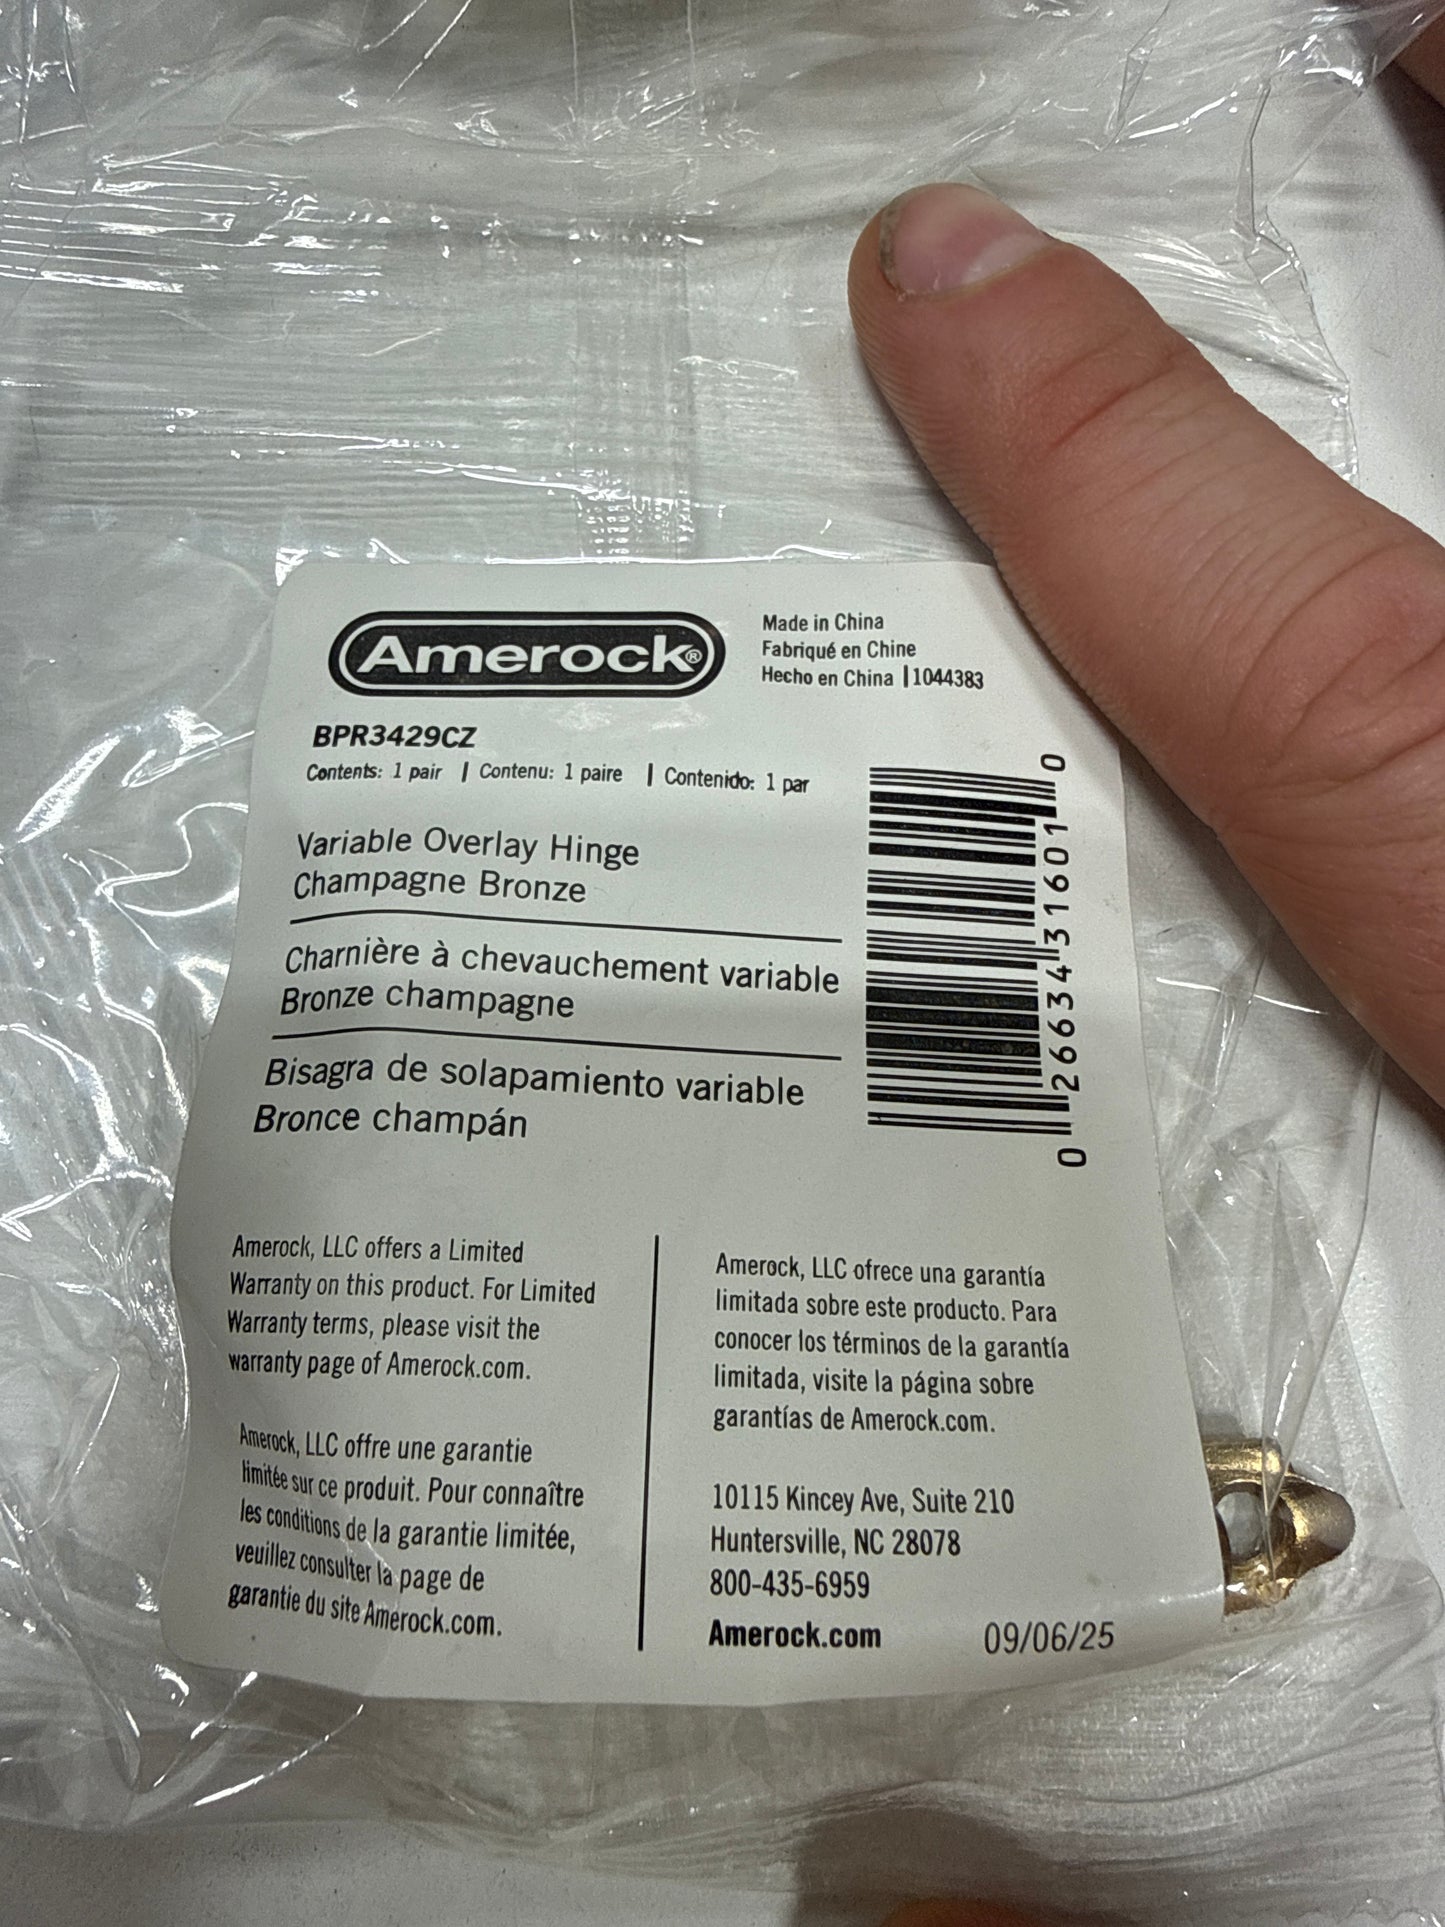 Amerock®
Made in China
Fabriqué en Chine
Hecho en China | 1044383
BPR3429CZ
Contents: 1 pair | Contenu: 1 paire | Contenido: 1 par
Variable Overlay Hinge
Champagne Bronze
Charnière à chevauchement variable
Bronze champagne
Bisagra de solapamiento variable
Bronce champán
0 26634 31601 0
Amerock, LLC offers a Limited
Warranty on this product. For Limited
Warranty terms, please visit the
warranty page of Amerock.com.
Amerock, LLC offre une garantie
limitée sur ce produit. Pour connaître
les conditions de la garantie limitée,
veuillez consulter la page de
garantie du site Amerock.com.
Amerock, LLC ofrece una garantía
limitada sobre este producto. Para
conocer los términos de la garantía
limitada, visite la página sobre
garantías de Amerock.com.
10115 Kincey Ave, Suite 210
Huntersville, NC 28078
800-435-6959
Amerock.com
09/06/25